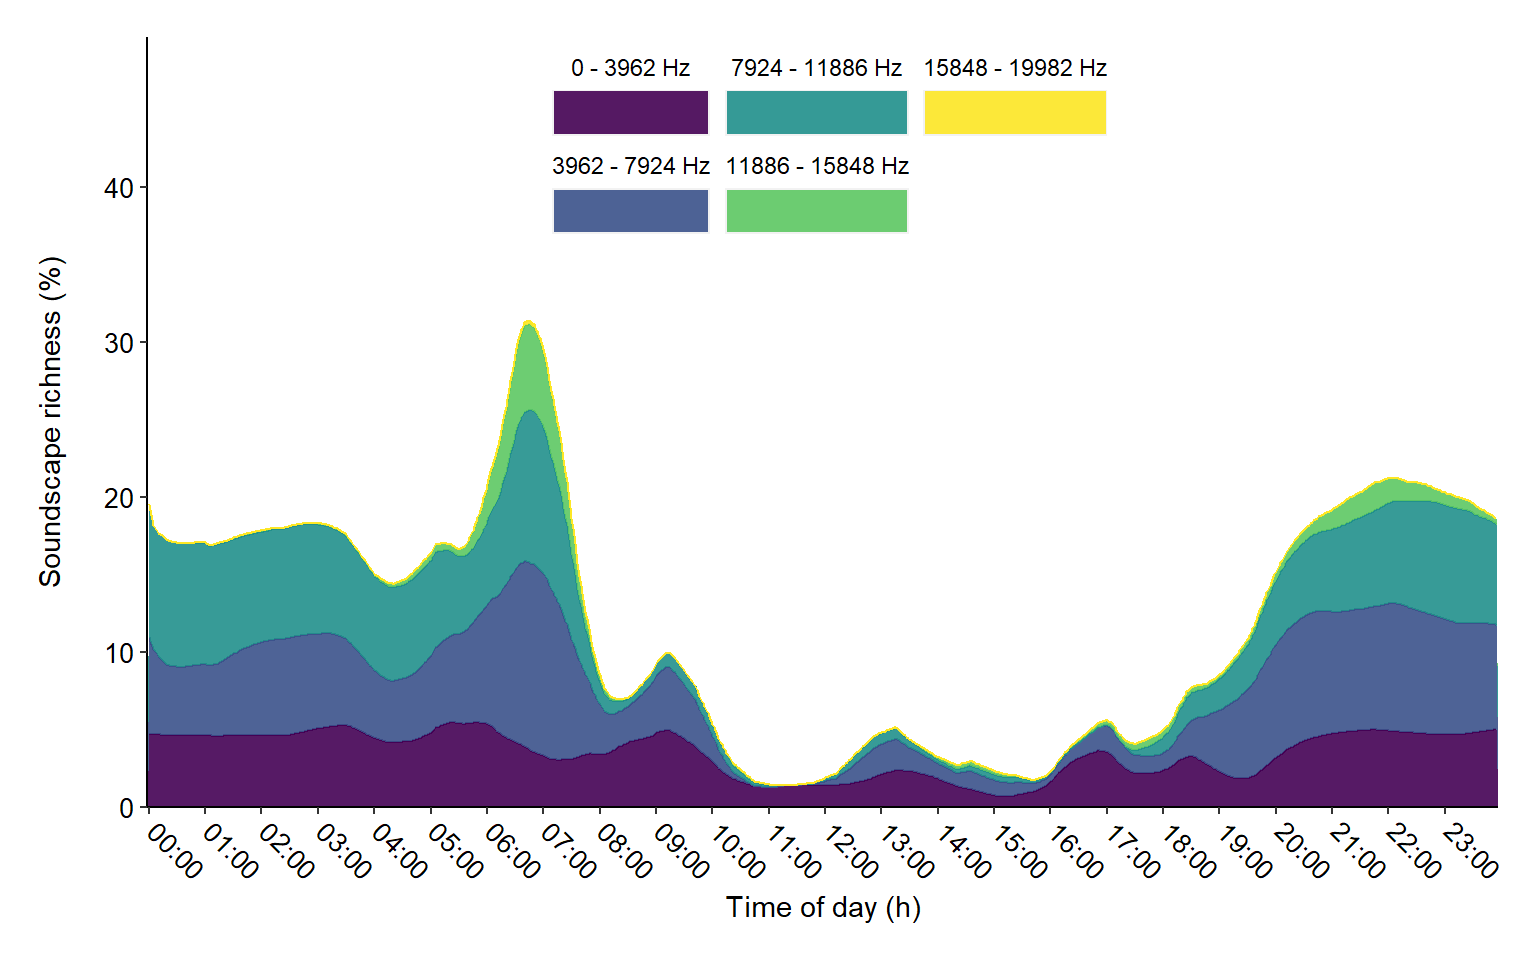 0 - 3962 Hz 7924 - 11886 Hz 15848 - 19982 Hz
3962 - 7924 Hz 11886 - 15848 Hz
Soundscape richness (%)
40
30
20
10
0
00:00 01:00 02:00 03:00 04:00 05:00 06:00 07:00 08:00 09:00 10:00 11:00 12:00 13:00 14:00 15:00 16:00 17:00 18:00 19:00 20:00 21:00 22:00 23:00
Time of day (h)